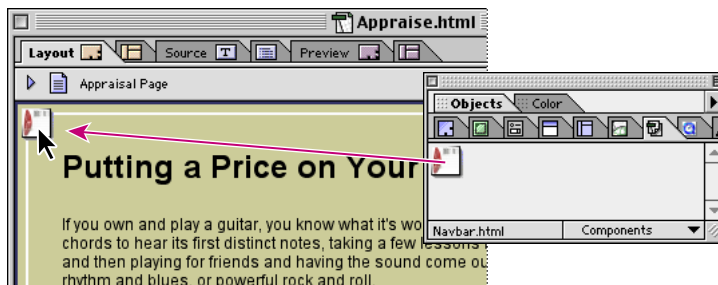 Appraise.html
Layout Source T Preview
Appraisal Page
Objects Color
Putting a Price on Your
If you own and play a guitar, you know what it's wo
chords to hear its first distinct notes, taking a few lessons
and then playing for friends and having the sound come ou
rhythm and blues, or powerful rock and roll.
Navbar.html Components